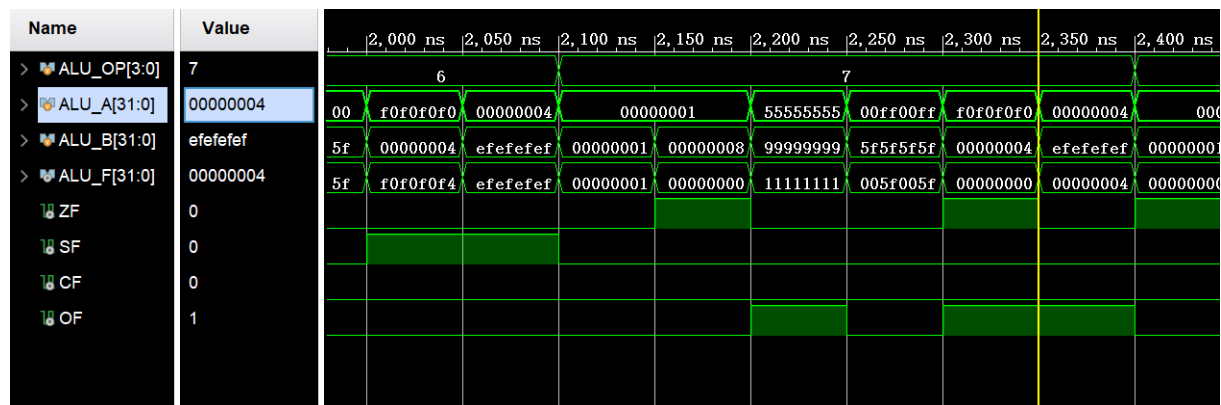 Name Value
2,000 ns 2,050 ns 2,100 ns 2,150 ns 2,200 ns 2,250 ns 2,300 ns 2,350 ns 2,400 ns
ALU_OP[3:0] 7 6 7
ALU_A[31:0] 00000004 00 f0f0f0f0 00000004 00000001 55555555 00ff00ff f0f0f0f0 00000004 000
ALU_B[31:0] efefefef 5f 00000004 efefefef 00000001 00000008 99999999 5f5f5f5f 00000004 efefefef 00000001
ALU_F[31:0] 00000004 5f f0f0f0f4 efefefef 00000001 00000000 11111111 005f005f 00000000 00000004 00000000
ZF 0
SF 0
CF 0
OF 1